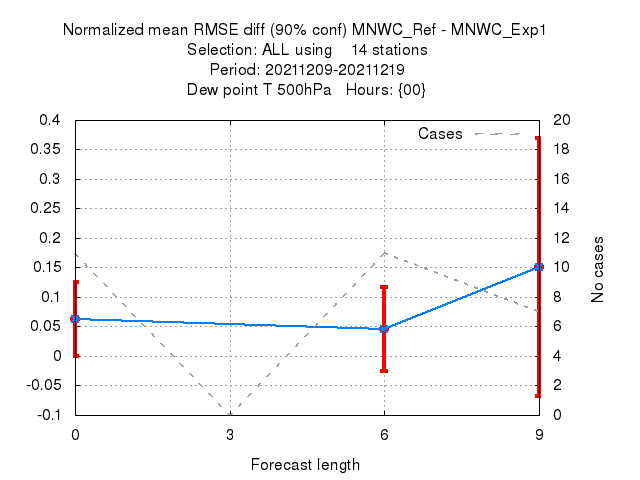 Normalized mean RMSE diff (90% conf) MNWC_Ref - MNWC_Exp1
Selection: ALL using    14 stations
Period: 20211209-20211219
Dew point T 500hPa   Hours: {00}
Cases
0.4
0.35
0.3
0.25
0.2
0.15
0.1
0.05
0
-0.05
-0.1
20
18
16
14
12
10
8
6
4
2
0
No cases
0 3 6 9
Forecast length